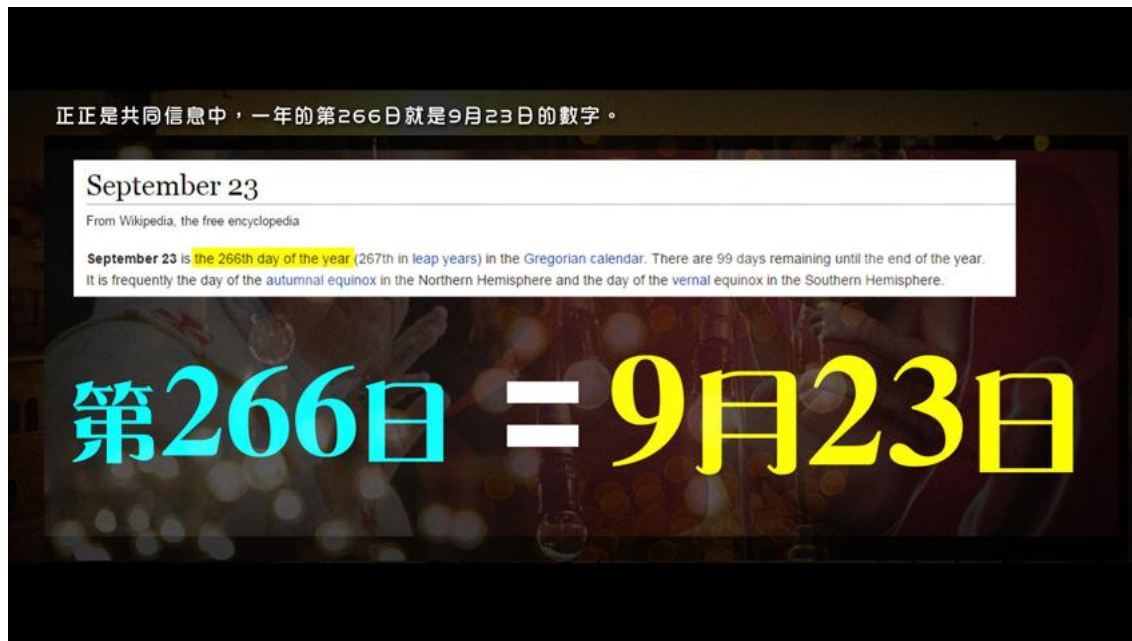 正正是共同信息中,一年的第266日就是9月23日的數字。
September 23
From Wikipedia, the free encyclopedia
September 23 is the 266th day of the year (267th in leap years) in the Gregorian calendar. There are 99 days remaining until the end of the year.
It is frequently the day of the autumnal equinox in the Northern Hemisphere and the day of the vernal equinox in the Southern Hemisphere.
第266日 = 9月23日